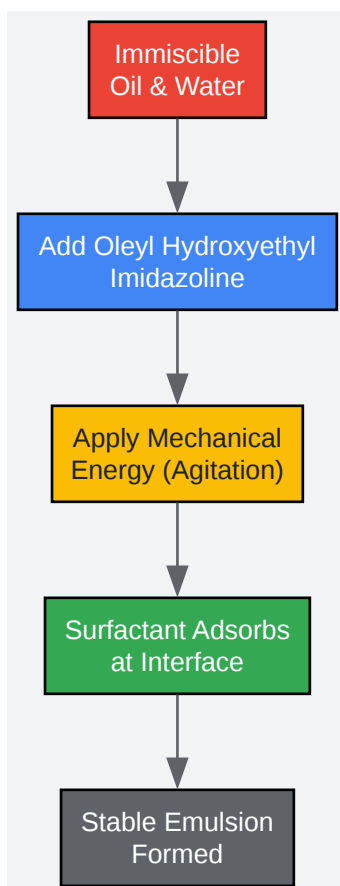 Immiscible
Oil & Water
Add Oleyl Hydroxyethyl
Imidazoline
Apply Mechanical
Energy (Agitation)
Surfactant Adsorbs
at Interface
Stable Emulsion
Formed